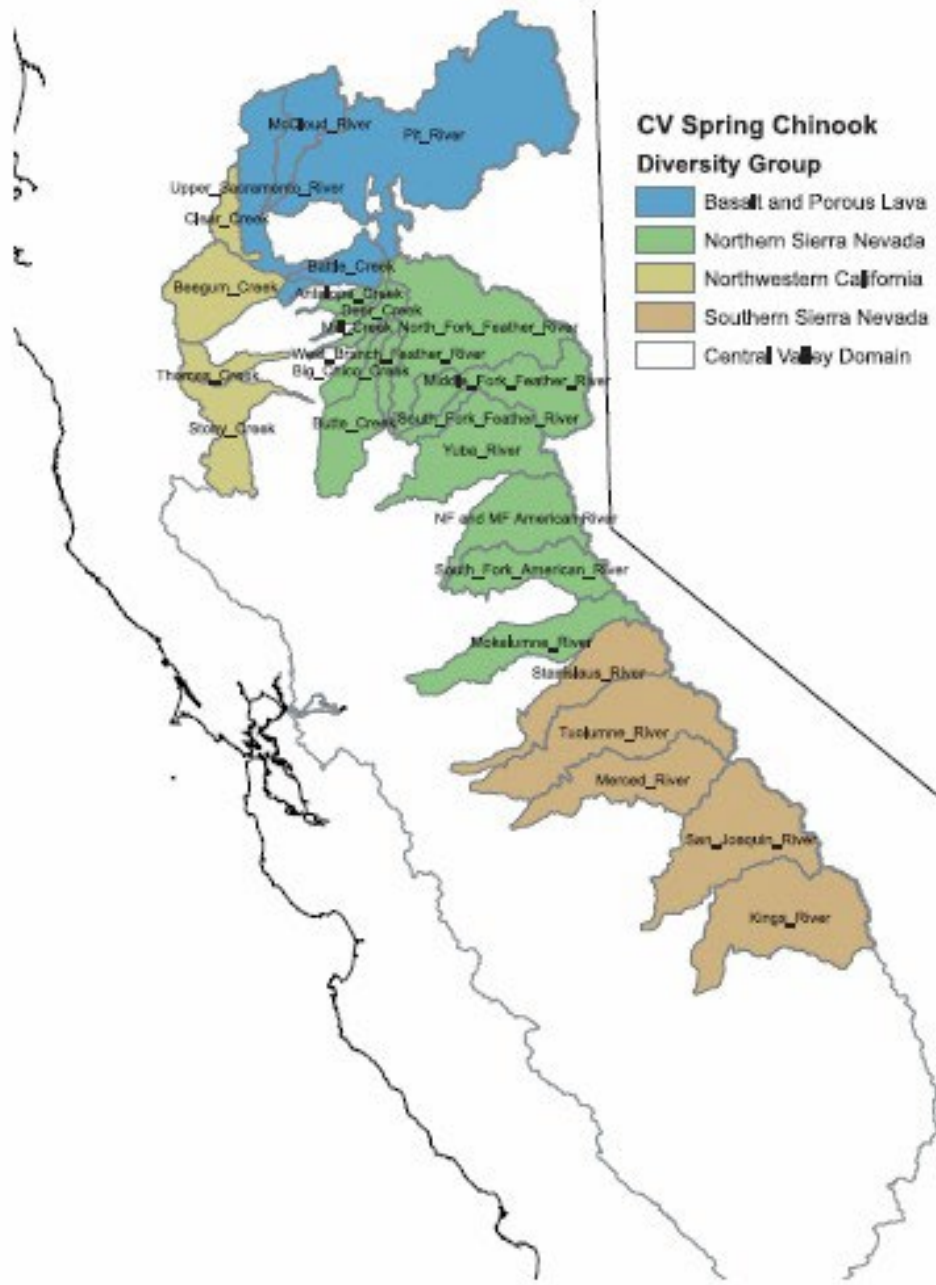 CV Spring Chinook
Diversity Group
Basalt and Porous Lava
Northern Sierra Nevada
Northwestern California
Southern Sierra Nevada
Central Valley Domain
McCloud_River
Pit_River
Upper_Sacramento_River
Clear_Creek
Battle_Creek
Beegum_Creek
Antelope_Creek
Deer_Creek
Mill_Creek
North_Fork_Feather_River
West_Branch_Feather_River
Big_Chico_Creek
Thomes_Creek
Middle_Fork_Feather_River
Butte_Creek
South_Fork_Feather_River
Stony_Creek
Yuba_River
NF and MF American River
South_Fork_American_River
Mokelumne_River
Stanislaus_River
Tuolumne_River
Merced_River
San_Joaquin_River
Kings_River